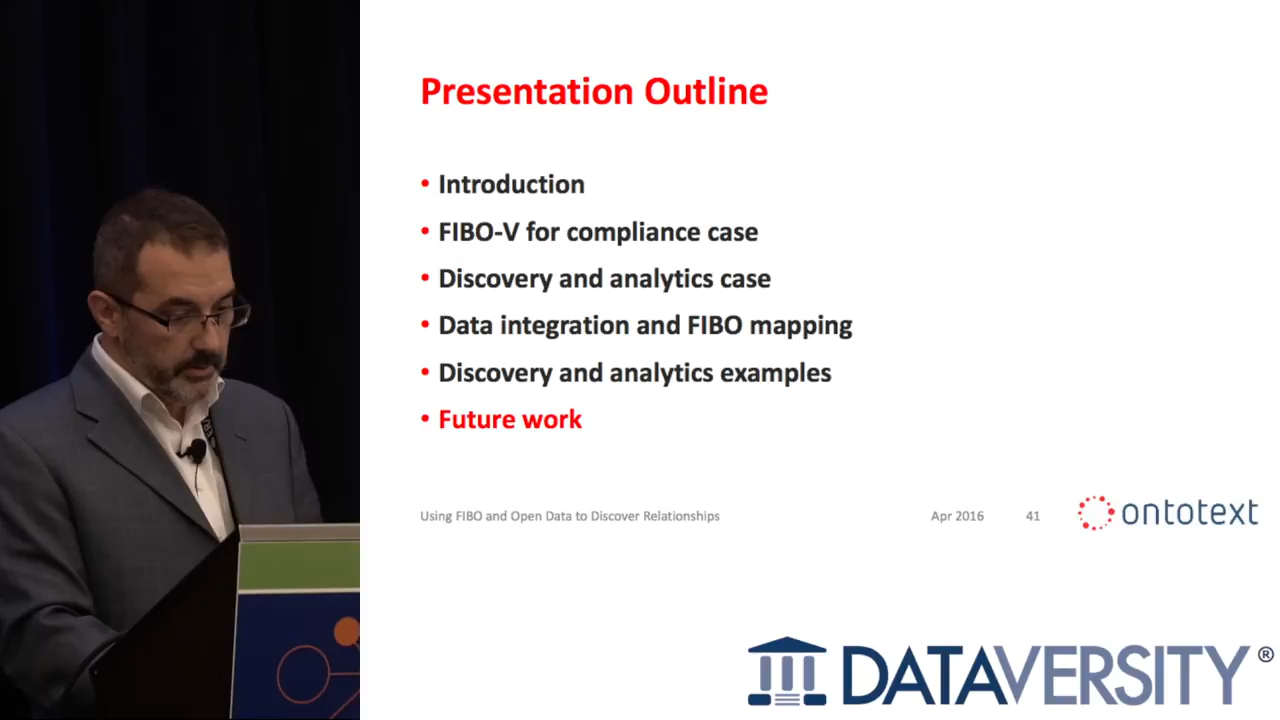 Presentation Outline
• Introduction
• FIBO-V for compliance case
• Discovery and analytics case
• Data integration and FIBO mapping
• Discovery and analytics examples
• Future work
Using FIBO and Open Data to Discover Relationships Apr 2016 41 ontotext
DATAVERSITY®